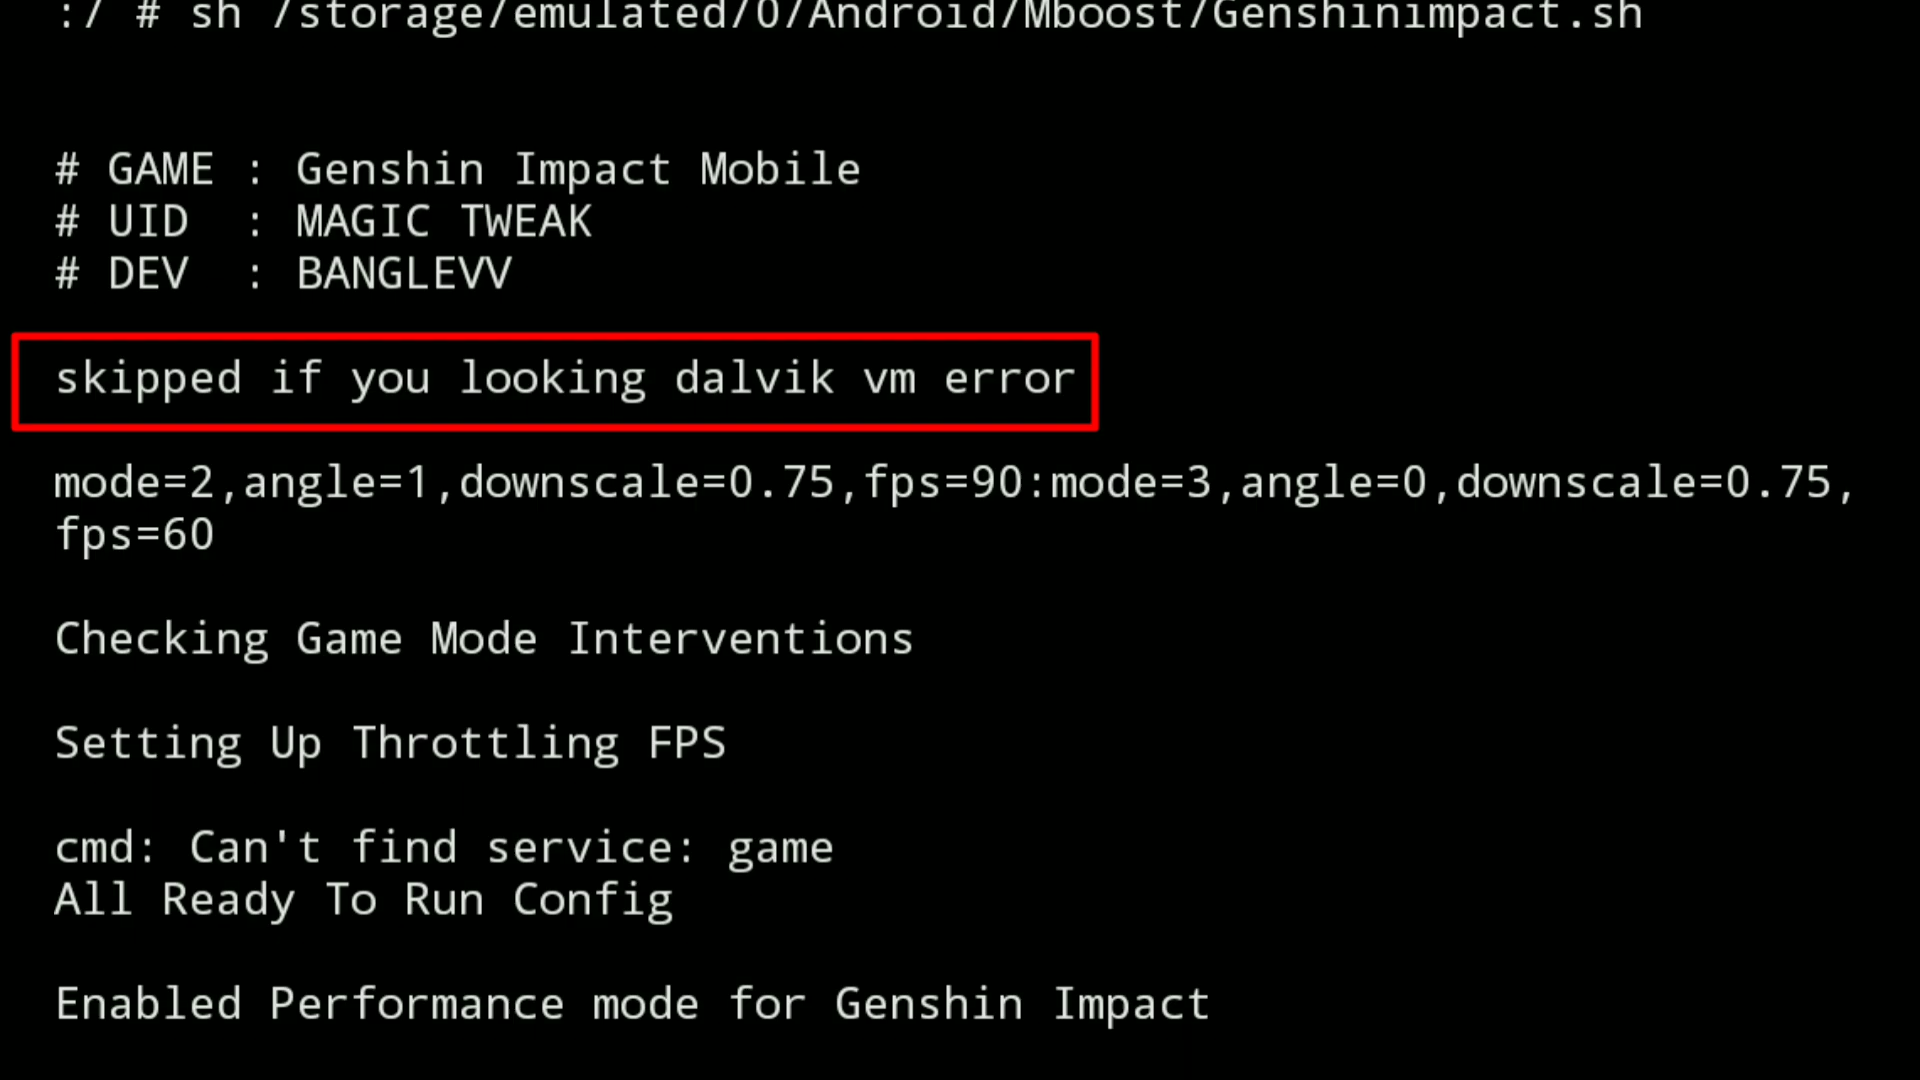 :/ # sh /storage/emulated/0/Android/Mboost/Genshinimpact.sh
# GAME : Genshin Impact Mobile
# UID  : MAGIC TWEAK
# DEV  : BANGLEVV
skipped if you looking dalvik vm error
mode=2,angle=1,downscale=0.75,fps=90:mode=3,angle=0,downscale=0.75,
fps=60
Checking Game Mode Interventions
Setting Up Throttling FPS
cmd: Can't find service: game
All Ready To Run Config
Enabled Performance mode for Genshin Impact